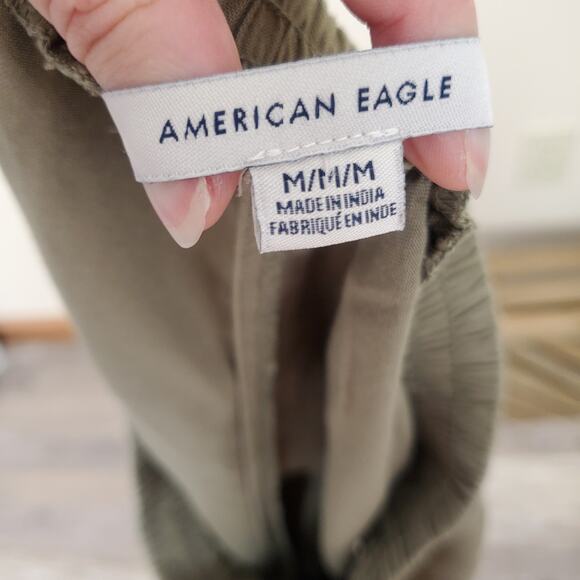 AMERICAN EAGLE
M/M/M
MADE IN INDIA
FABRIQUÉ EN INDE